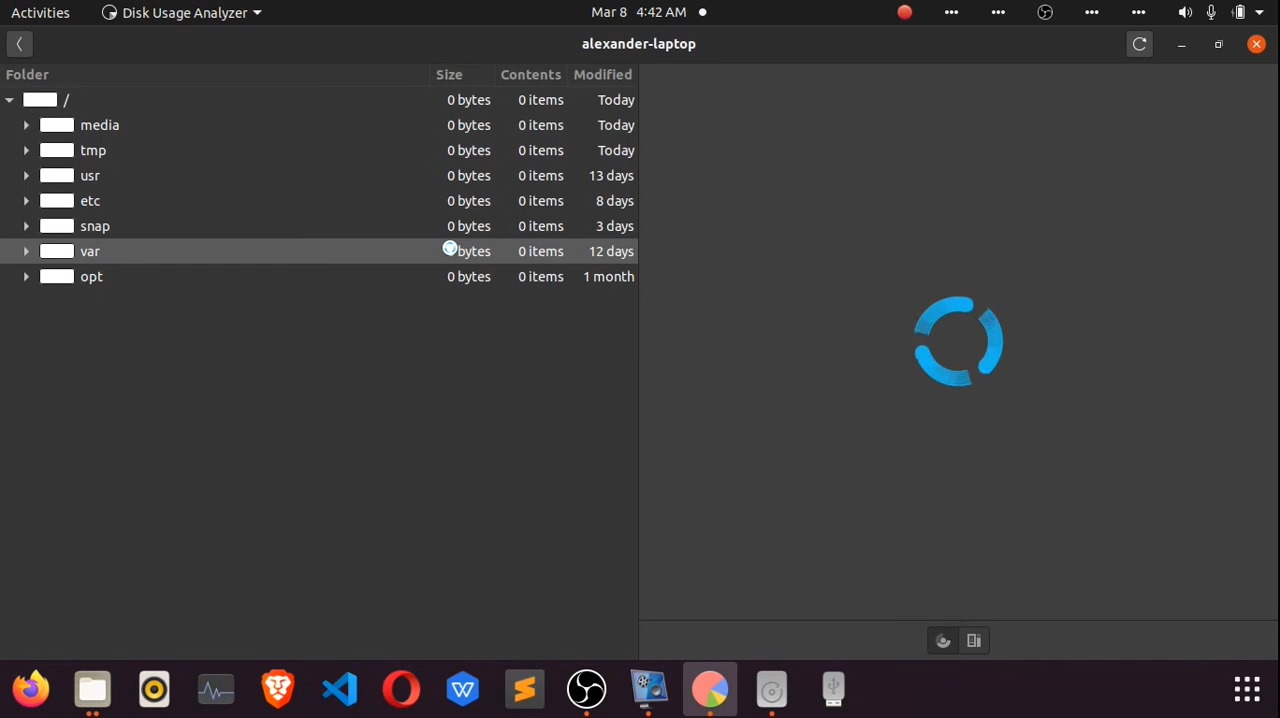 Activities Disk Usage Analyzer Mar 8 4:42 AM
alexander-laptop
Folder Size Contents Modified
/ 0 bytes 0 items Today
media 0 bytes 0 items Today
tmp 0 bytes 0 items Today
usr 0 bytes 0 items 13 days
etc 0 bytes 0 items 8 days
snap 0 bytes 0 items 3 days
var bytes 0 items 12 days
opt 0 bytes 0 items 1 month